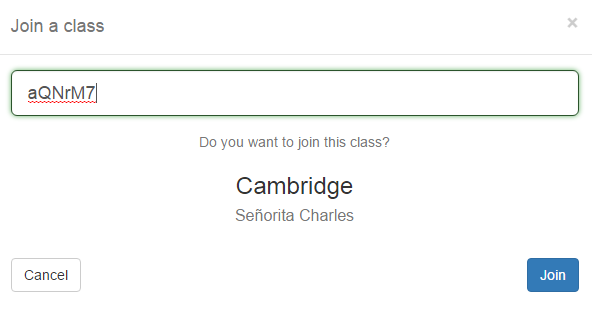 Join a class ×
aQNrM7
Do you want to join this class?
Cambridge
Señorita Charles
Cancel Join